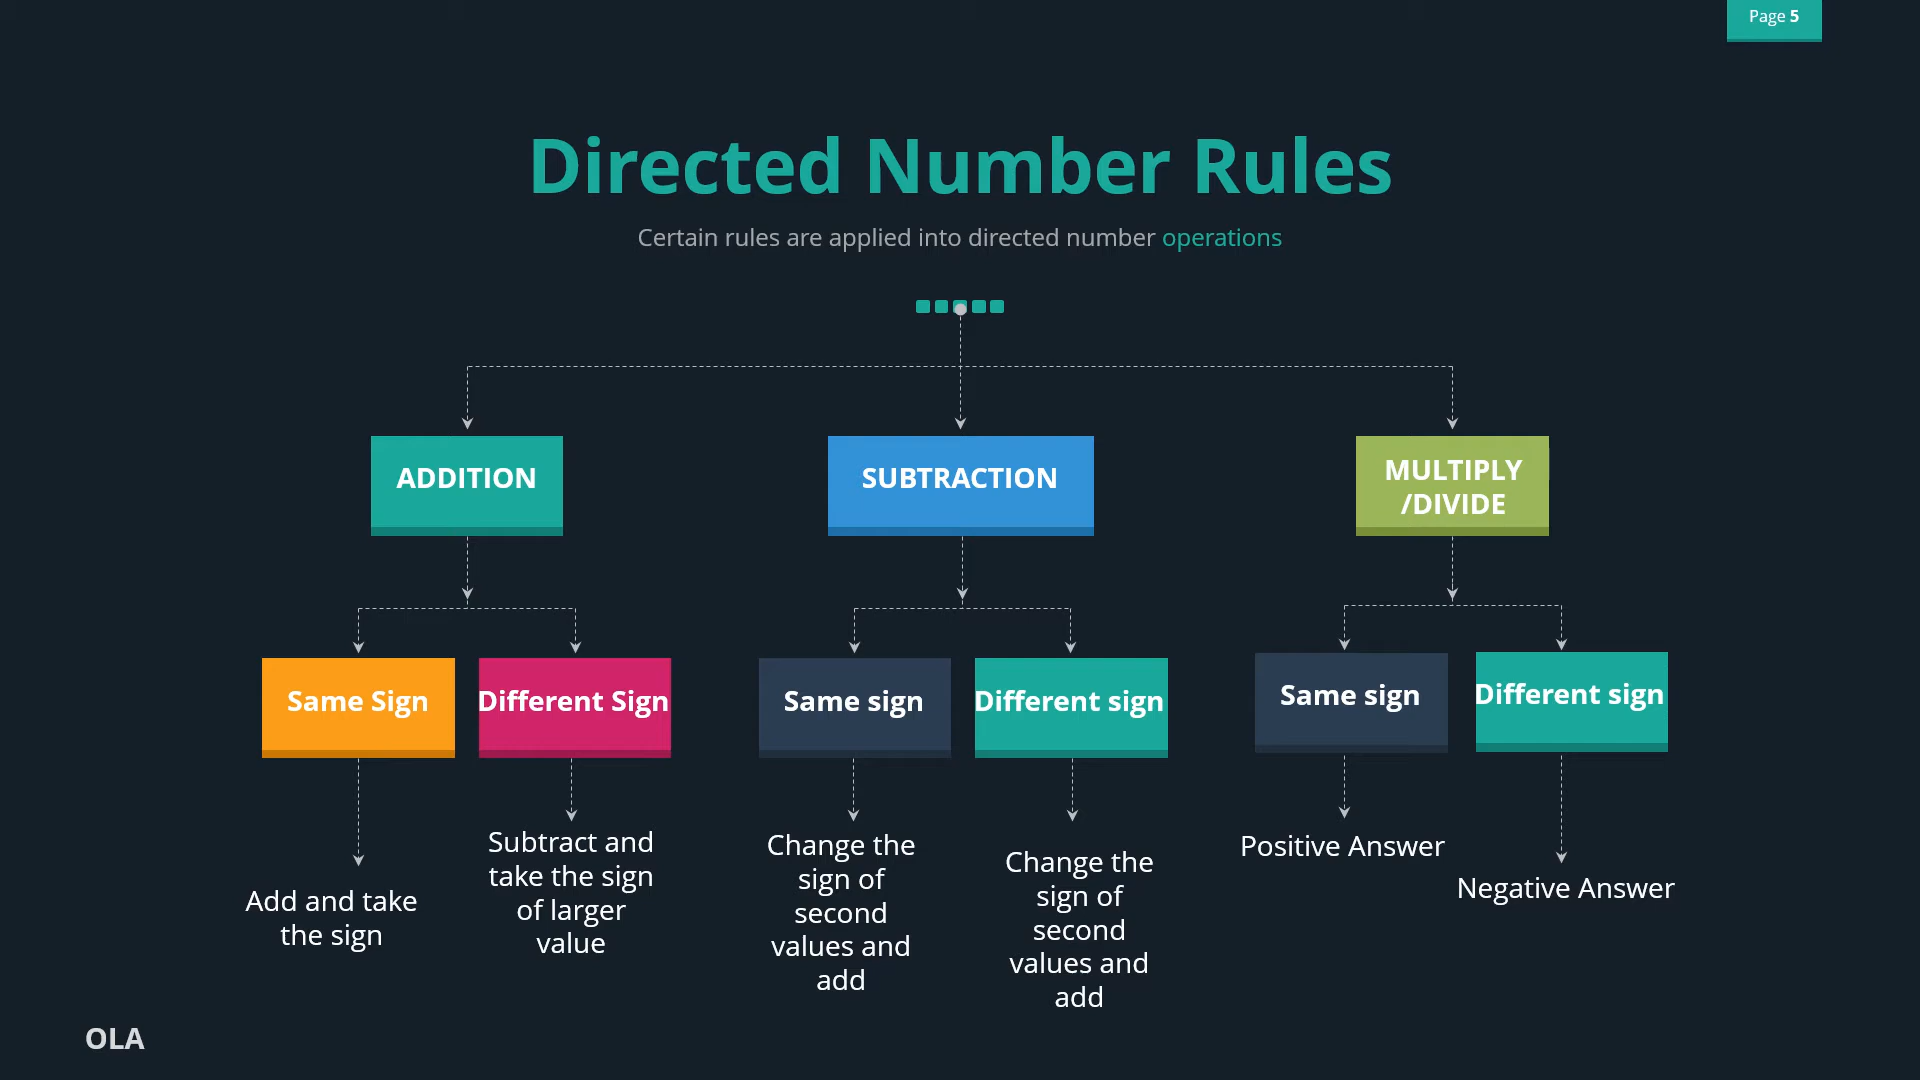 Page 5
Directed Number Rules
Certain rules are applied into directed number operations
ADDITION
SUBTRACTION
MULTIPLY
/DIVIDE
Same Sign
Different Sign
Same sign
Different sign
Same sign
Different sign
Add and take
the sign
Subtract and
take the sign
of larger
value
Change the
sign of
second
values and
add
Change the
sign of
second
values and
add
Positive Answer
Negative Answer
OLA